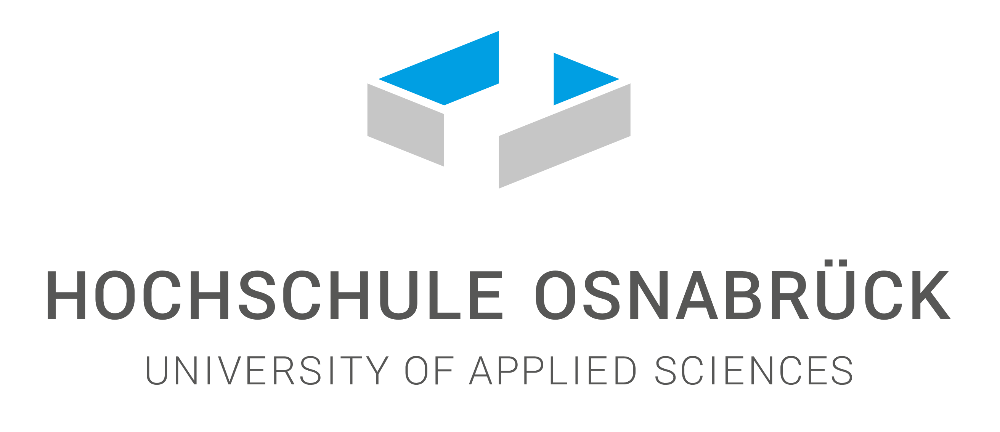 HOCHSCHULE OSNABRÜCK
UNIVERSITY OF APPLIED SCIENCES